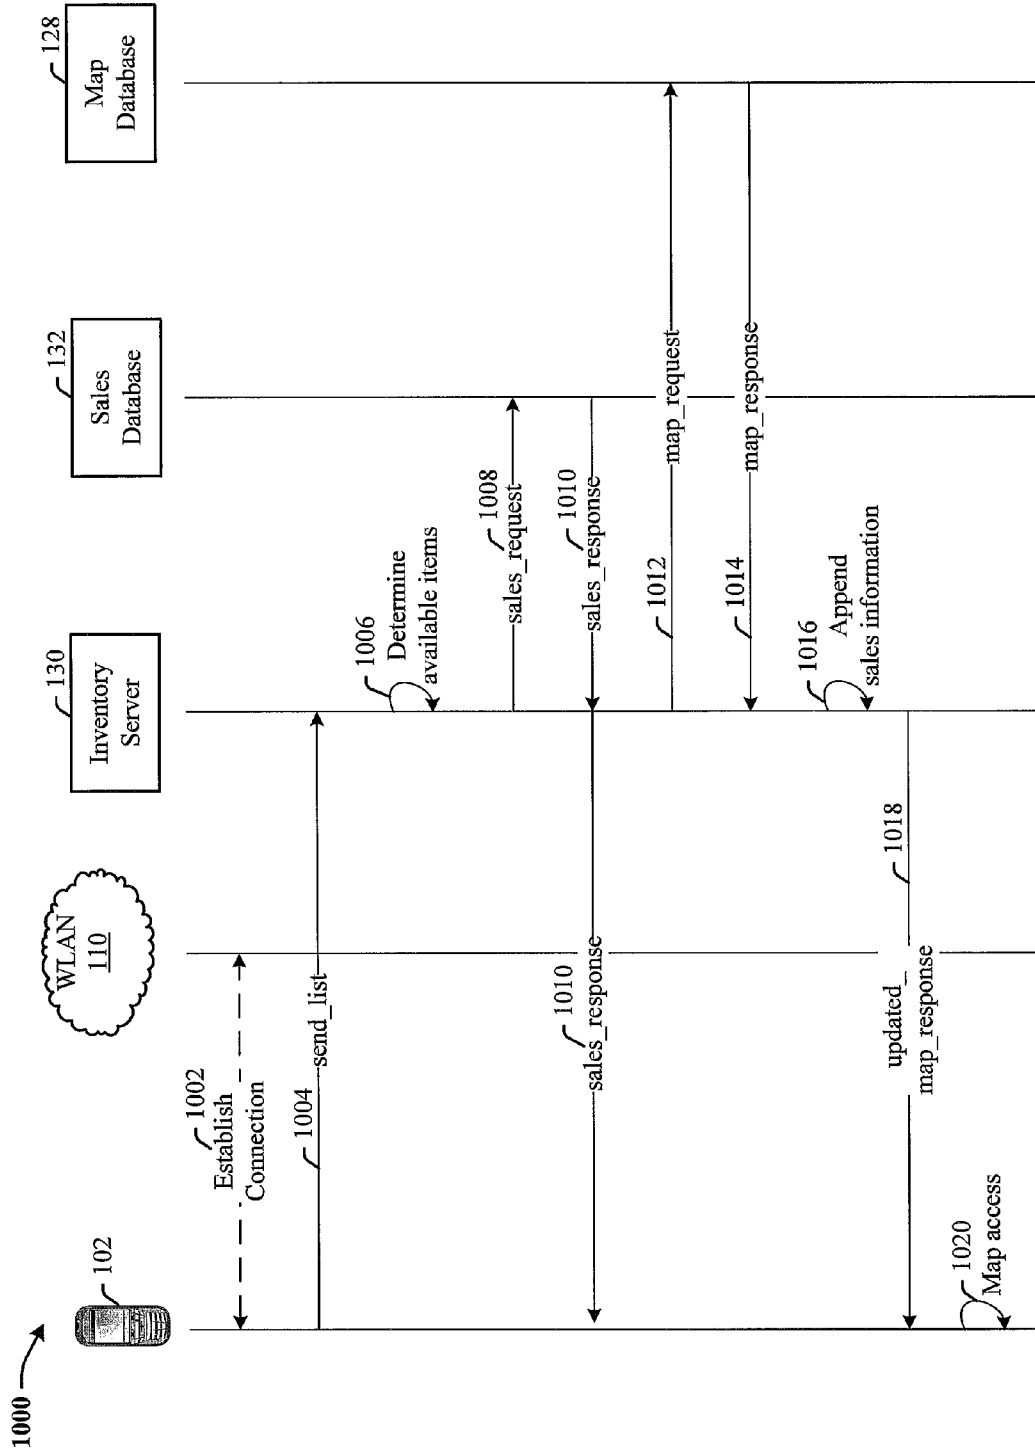 1000
102
WLAN
110
130
Inventory
Server
132
Sales
Database
128
Map
Database
1002
Establish
Connection
1004
send_list
1006
Determine
available items
1008
sales_request
1010
sales_response
1010
sales_response
1012
map_request
1014
map_response
1016
Append
sales information
1018
updated_
map_response
1020
Map access